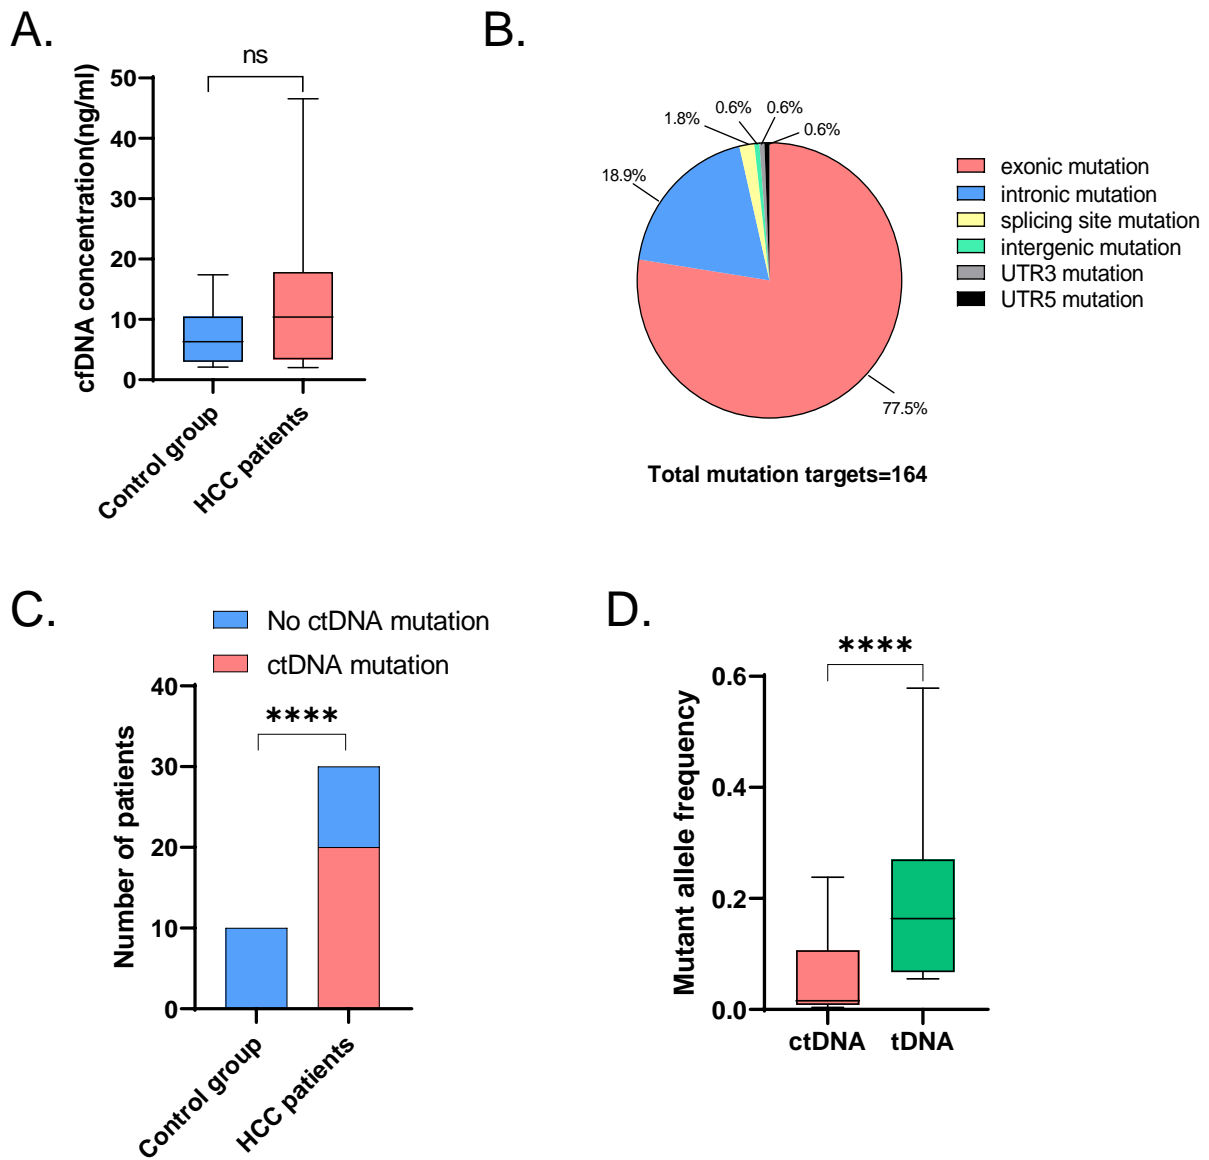 A.
ns
cfDNA concentration(ng/ml)
50
40
30
20
10
0
Control group
HCC patients
B.
0.6%
0.6%
1.8%
0.6%
18.9%
77.5%
exonic mutation
intronic mutation
splicing site mutation
intergenic mutation
UTR3 mutation
UTR5 mutation
Total mutation targets=164
C.
No ctDNA mutation
ctDNA mutation
****
Number of patients
40
30
20
10
0
Control group
HCC patients
D.
****
Mutant allele frequency
0.6
0.4
0.2
0.0
ctDNA
tDNA